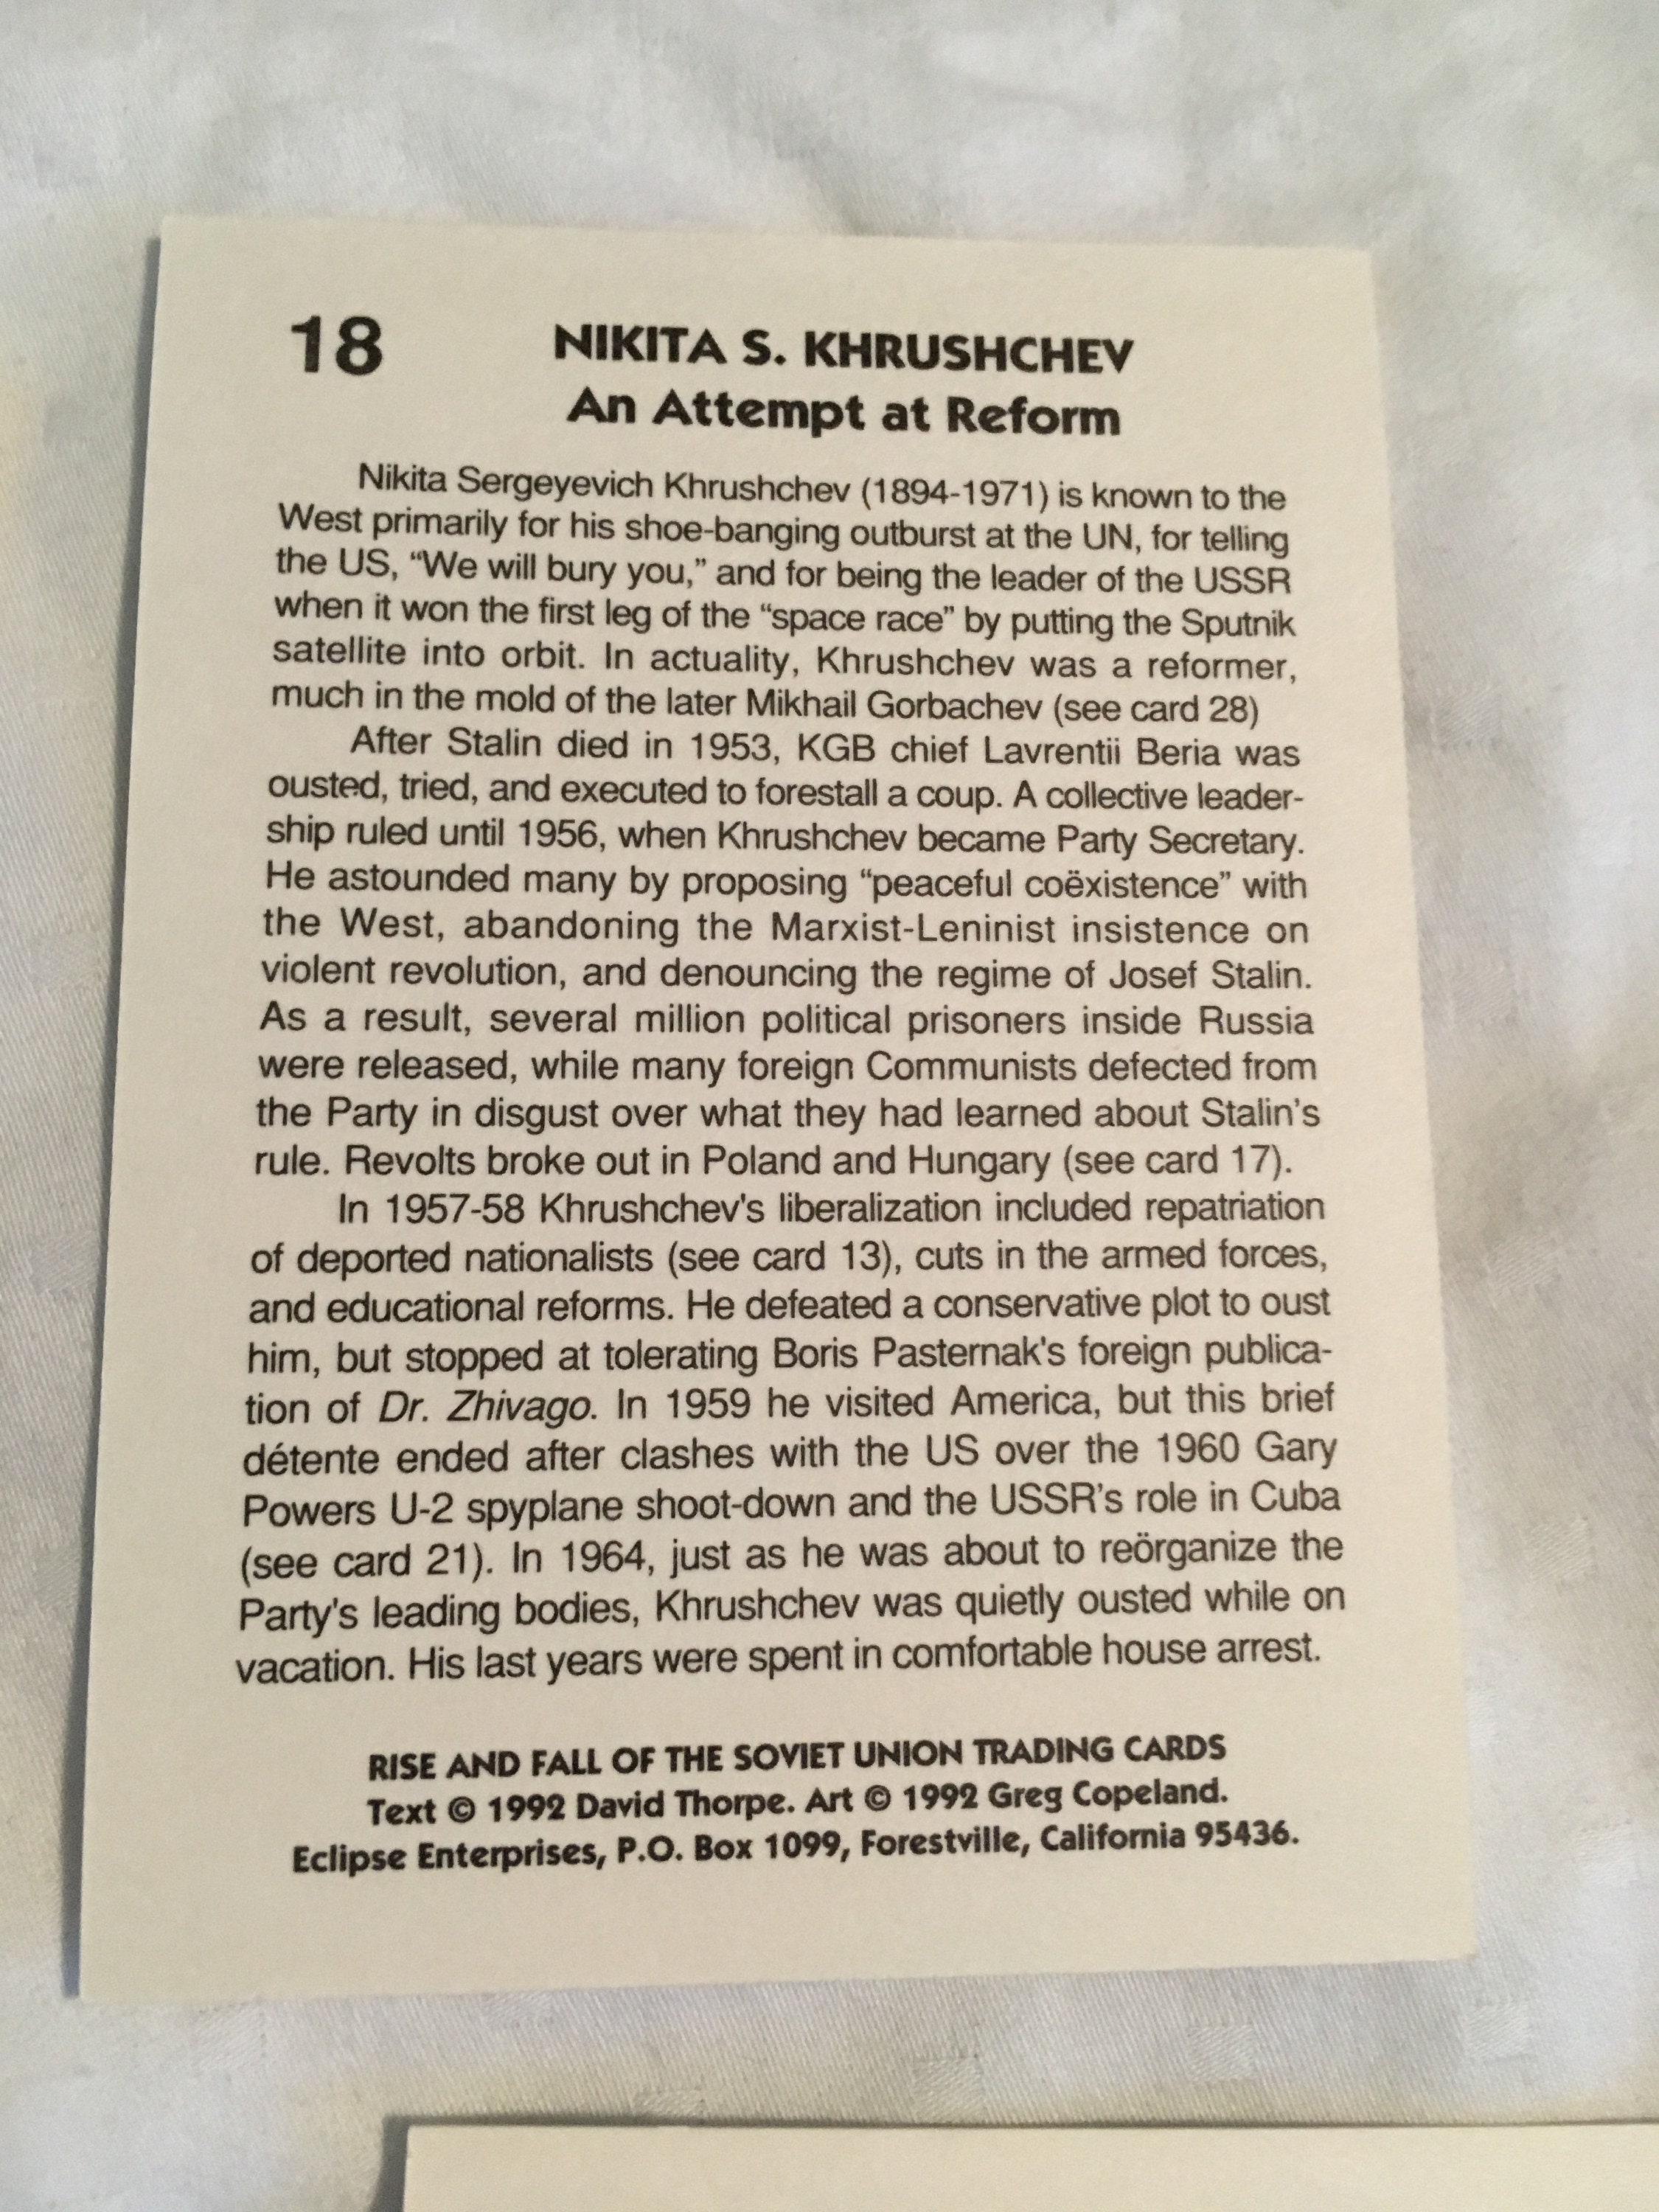 18
NIKITA S. KHRUSHCHEV
An Attempt at Reform
Nikita Sergeyevich Khrushchev (1894-1971) is known to the
West primarily for his shoe-banging outburst at the UN, for telling
the US, “We will bury you,” and for being the leader of the USSR
when it won the first leg of the “space race” by putting the Sputnik
satellite into orbit. In actuality, Khrushchev was a reformer,
much in the mold of the later Mikhail Gorbachev (see card 28)
After Stalin died in 1953, KGB chief Lavrentii Beria was
ousted, tried, and executed to forestall a coup. A collective leader-
ship ruled until 1956, when Khrushchev became Party Secretary.
He astounded many by proposing “peaceful coëxistence” with
the West, abandoning the Marxist-Leninist insistence on
violent revolution, and denouncing the regime of Josef Stalin.
As a result, several million political prisoners inside Russia
were released, while many foreign Communists defected from
the Party in disgust over what they had learned about Stalin’s
rule. Revolts broke out in Poland and Hungary (see card 17).
In 1957-58 Khrushchev's liberalization included repatriation
of deported nationalists (see card 13), cuts in the armed forces,
and educational reforms. He defeated a conservative plot to oust
him, but stopped at tolerating Boris Pasternak's foreign publica-
tion of Dr. Zhivago. In 1959 he visited America, but this brief
détente ended after clashes with the US over the 1960 Gary
Powers U-2 spyplane shoot-down and the USSR’s role in Cuba
(see card 21). In 1964, just as he was about to reörganize the
Party's leading bodies, Khrushchev was quietly ousted while on
vacation. His last years were spent in comfortable house arrest.
RISE AND FALL OF THE SOVIET UNION TRADING CARDS
Text © 1992 David Thorpe. Art © 1992 Greg Copeland.
Eclipse Enterprises, P.O. Box 1099, Forestville, California 95436.